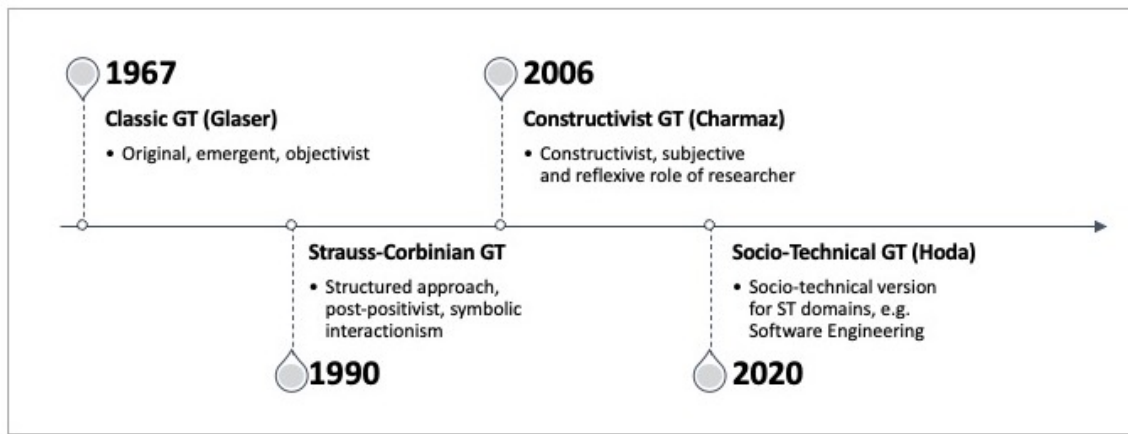 1967
Classic GT (Glaser)
• Original, emergent, objectivist
2006
Constructivist GT (Charmaz)
• Constructivist, subjective
and reflexive role of researcher
Strauss-Corbinian GT
• Structured approach,
post-positivist, symbolic
interactionism
1990
Socio-Technical GT (Hoda)
• Socio-technical version
for ST domains, e.g.
Software Engineering
2020